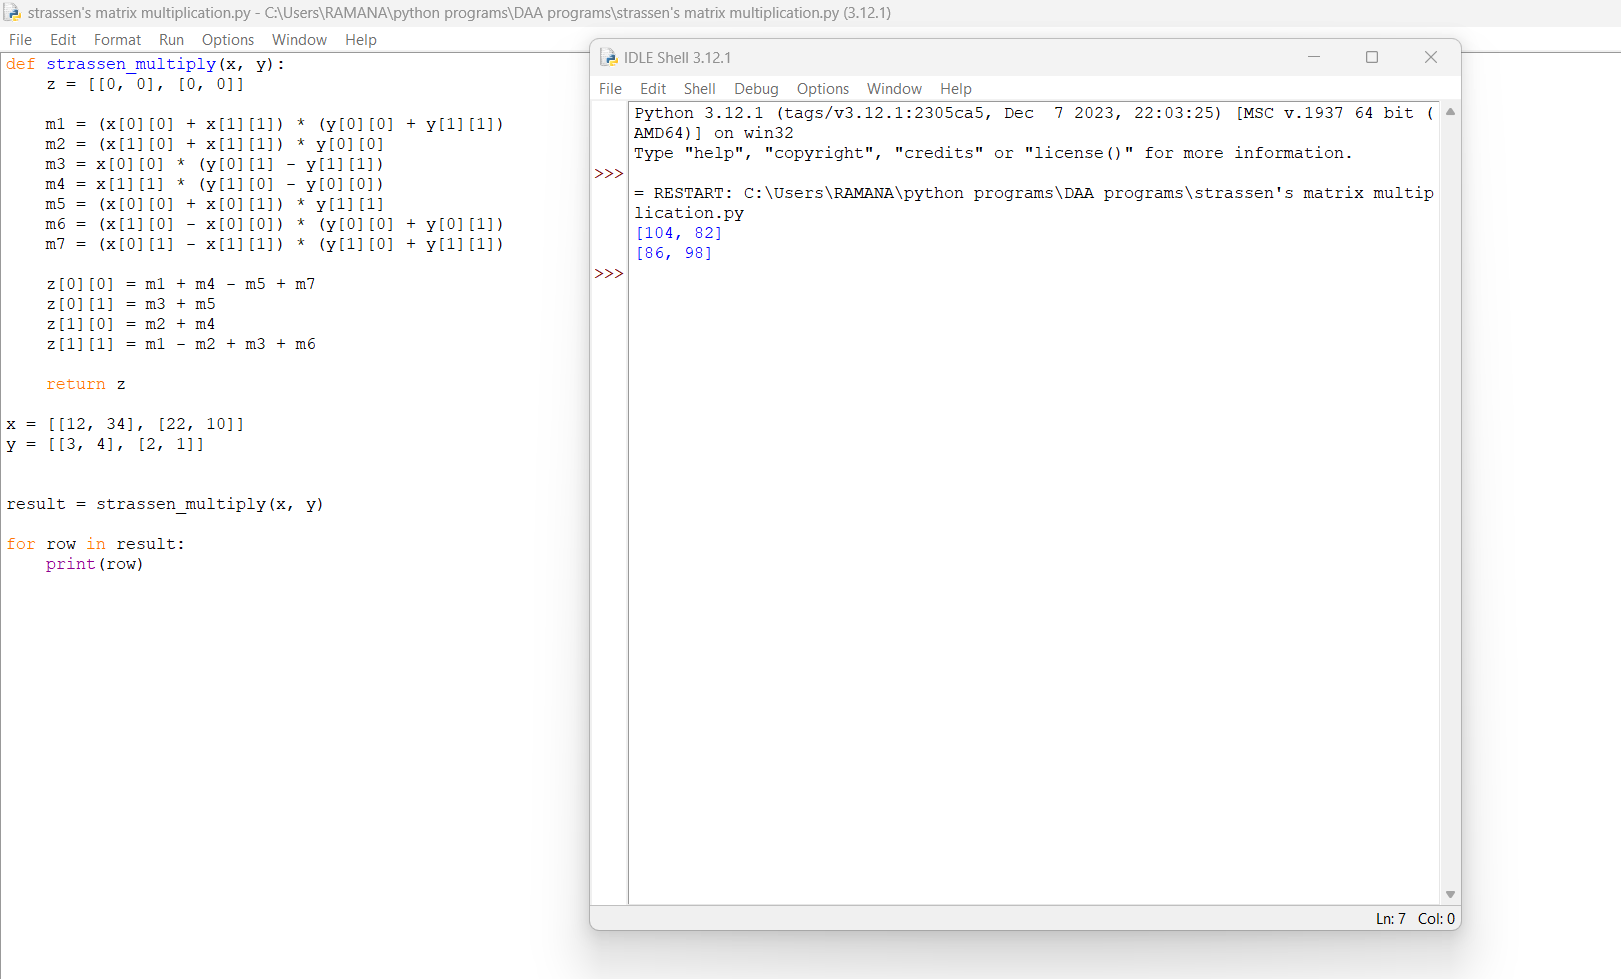 strassen's matrix multiplication.py - C:\Users\RAMANA\python programs\DAA programs\strassen's matrix multiplication.py (3.12.1)
File Edit Format Run Options Window Help
def strassen_multiply(x, y):
    z = [[0, 0], [0, 0]]

    m1 = (x[0][0] + x[1][1]) * (y[0][0] + y[1][1])
    m2 = (x[1][0] + x[1][1]) * y[0][0]
    m3 = x[0][0] * (y[0][1] - y[1][1])
    m4 = x[1][1] * (y[1][0] - y[0][0])
    m5 = (x[0][0] + x[0][1]) * y[1][1]
    m6 = (x[1][0] - x[0][0]) * (y[0][0] + y[0][1])
    m7 = (x[0][1] - x[1][1]) * (y[1][0] + y[1][1])

    z[0][0] = m1 + m4 - m5 + m7
    z[0][1] = m3 + m5
    z[1][0] = m2 + m4
    z[1][1] = m1 - m2 + m3 + m6

    return z

x = [[12, 34], [22, 10]]
y = [[3, 4], [2, 1]]

result = strassen_multiply(x, y)

for row in result:
    print(row)
IDLE Shell 3.12.1
File Edit Shell Debug Options Window Help
Python 3.12.1 (tags/v3.12.1:2305ca5, Dec  7 2023, 22:03:25) [MSC v.1937 64 bit (
AMD64)] on win32
Type "help", "copyright", "credits" or "license()" for more information.
>>>
= RESTART: C:\Users\RAMANA\python programs\DAA programs\strassen's matrix multip
lication.py
[104, 82]
[86, 98]
>>>
Ln: 7 Col: 0